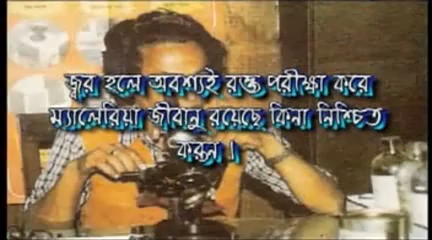 জ্বর হলে অবশ্যই রক্ত পরীক্ষা করে
ম্যালেরিয়া জীবানু রয়েছে কিনা নিশ্চিত
করুন।